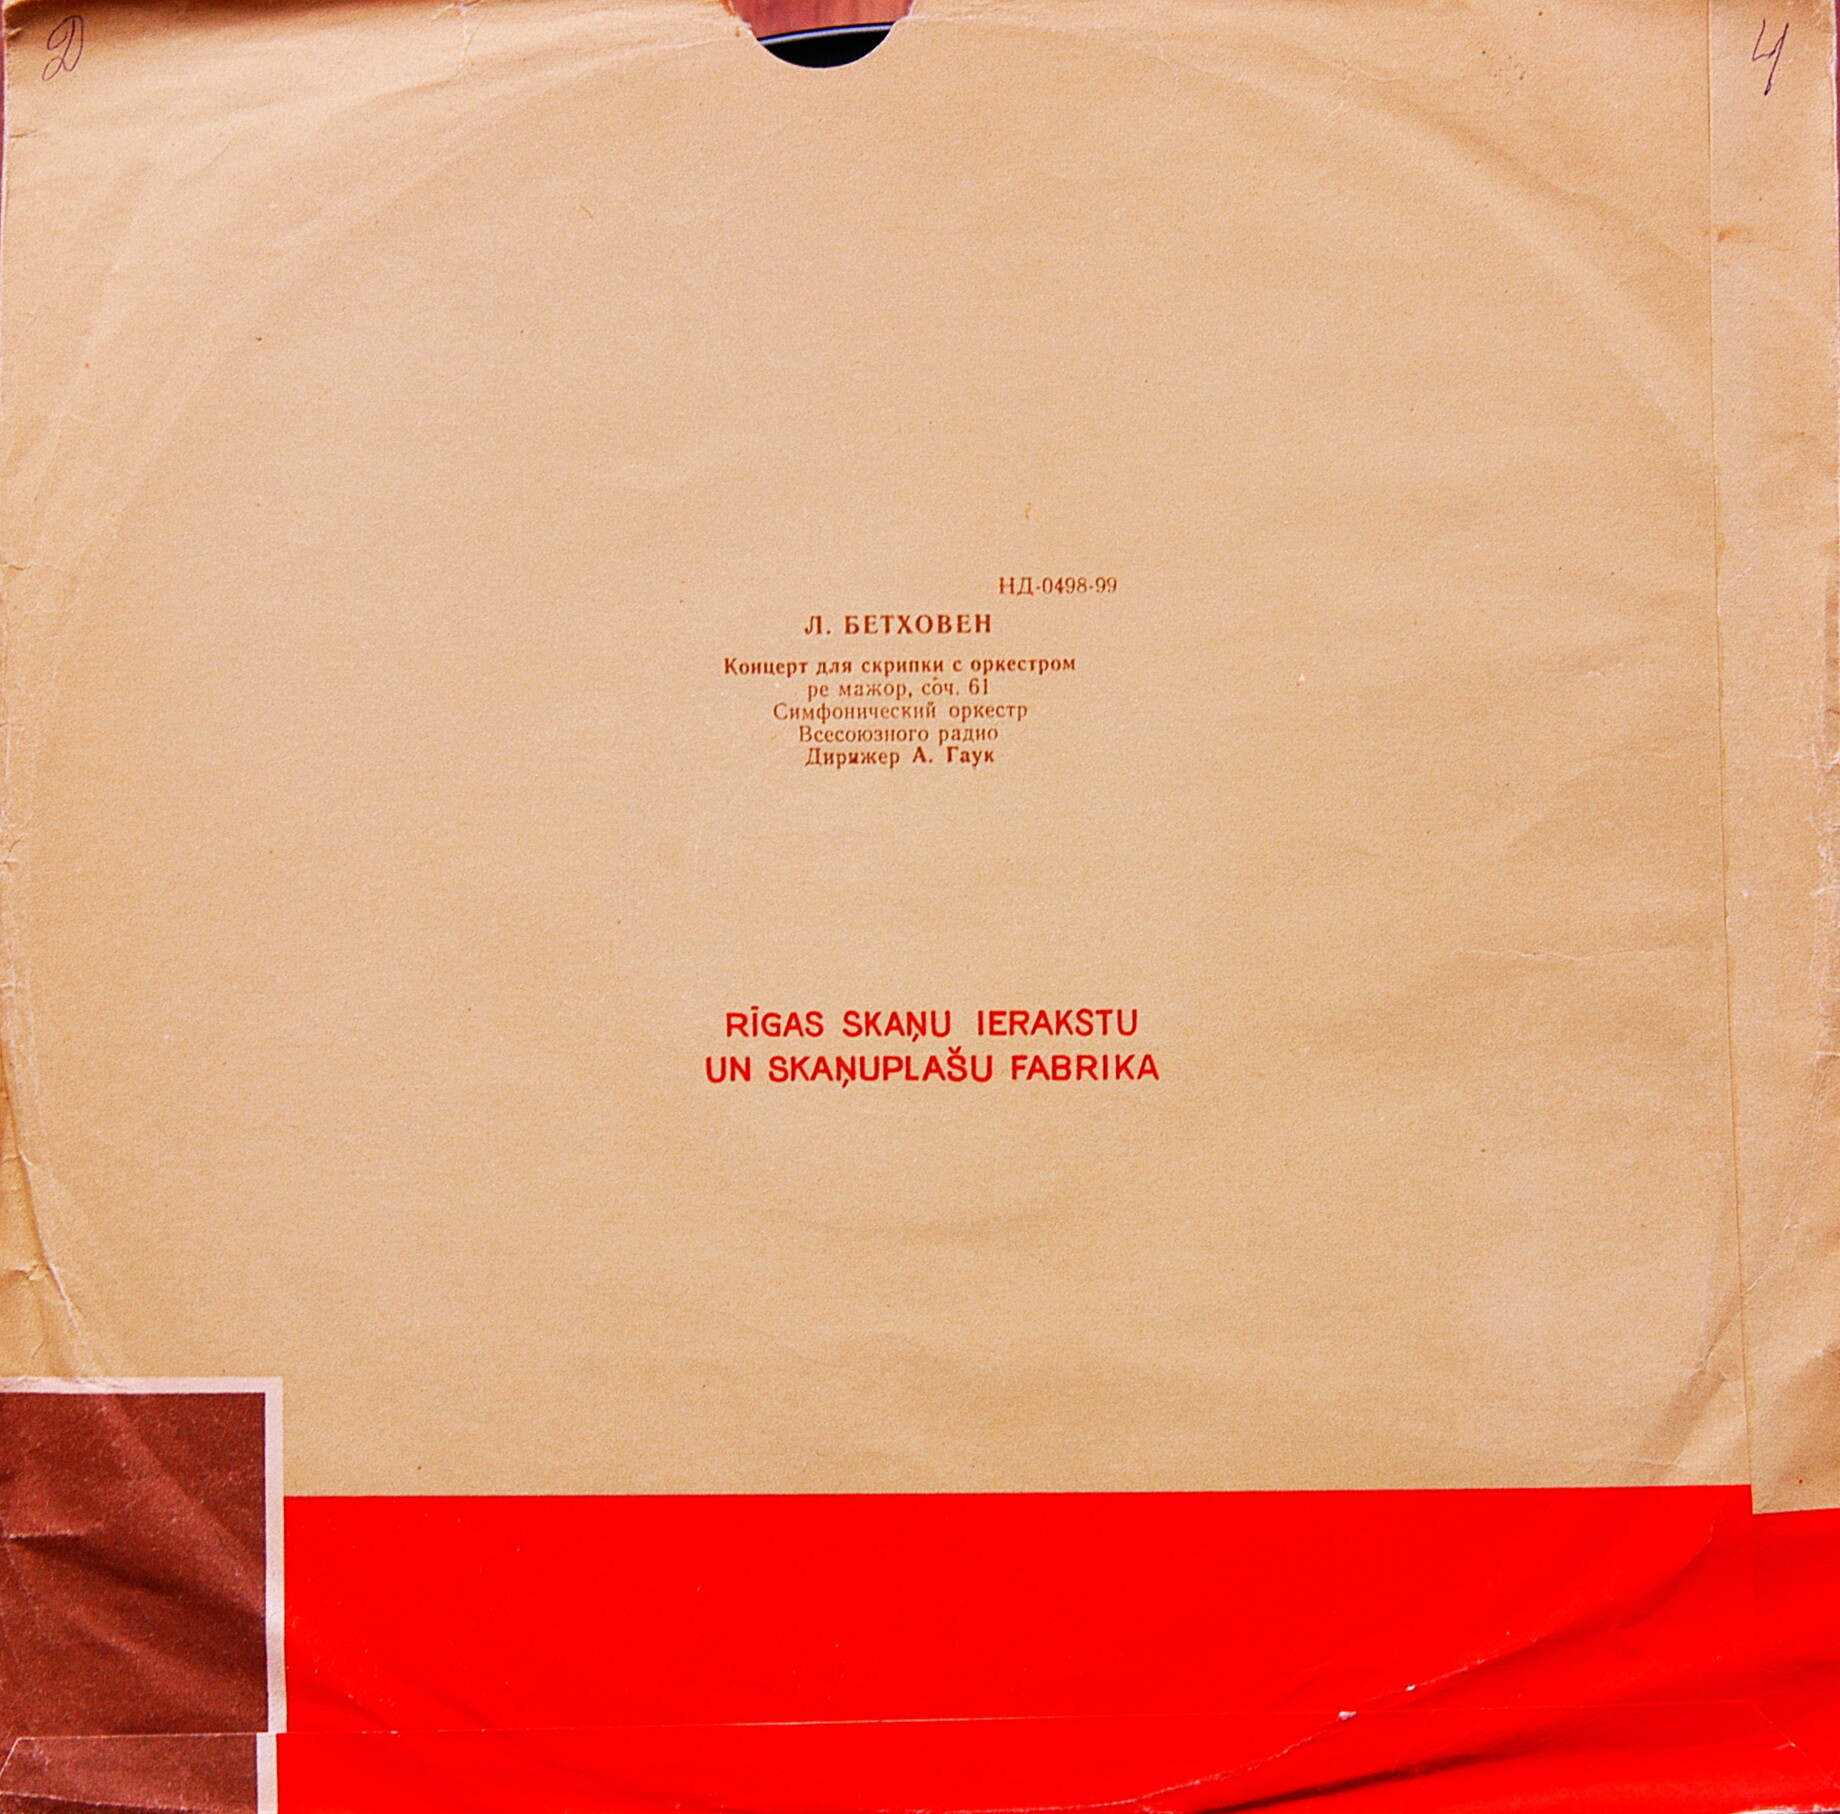 Д 4
НД-0498-99
Л. БЕТХОВЕН
Концерт для скрипки с оркестром
ре мажор, соч. 61
Симфонический оркестр
Всесоюзного радио
Дирижер А. Гаук
RĪGAS SKAŅU IERAKSTU
UN SKAŅUPLAŠU FABRIKA